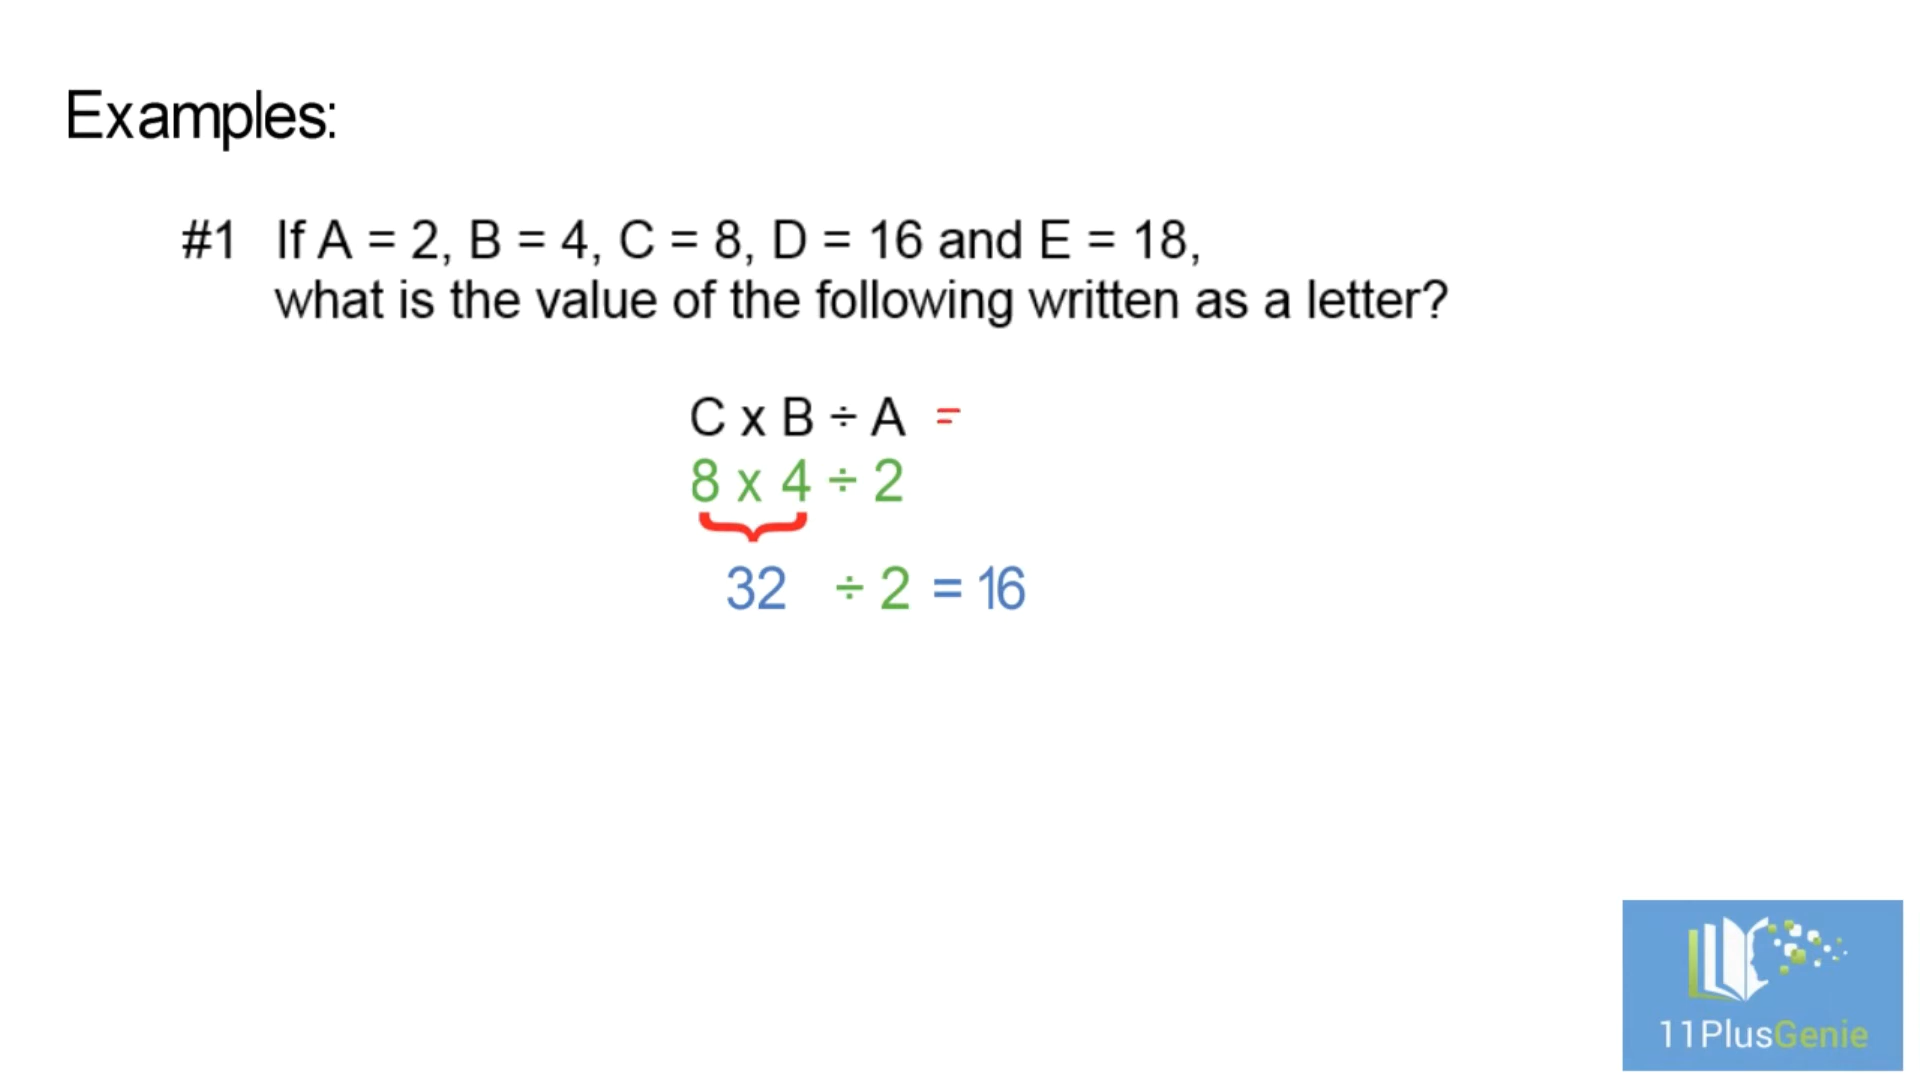 Examples:
#1 If A = 2, B = 4, C = 8, D = 16 and E = 18,
what is the value of the following written as a letter?
C x B ÷ A =
8 x 4 ÷ 2
32 ÷ 2 = 16
11PlusGenie